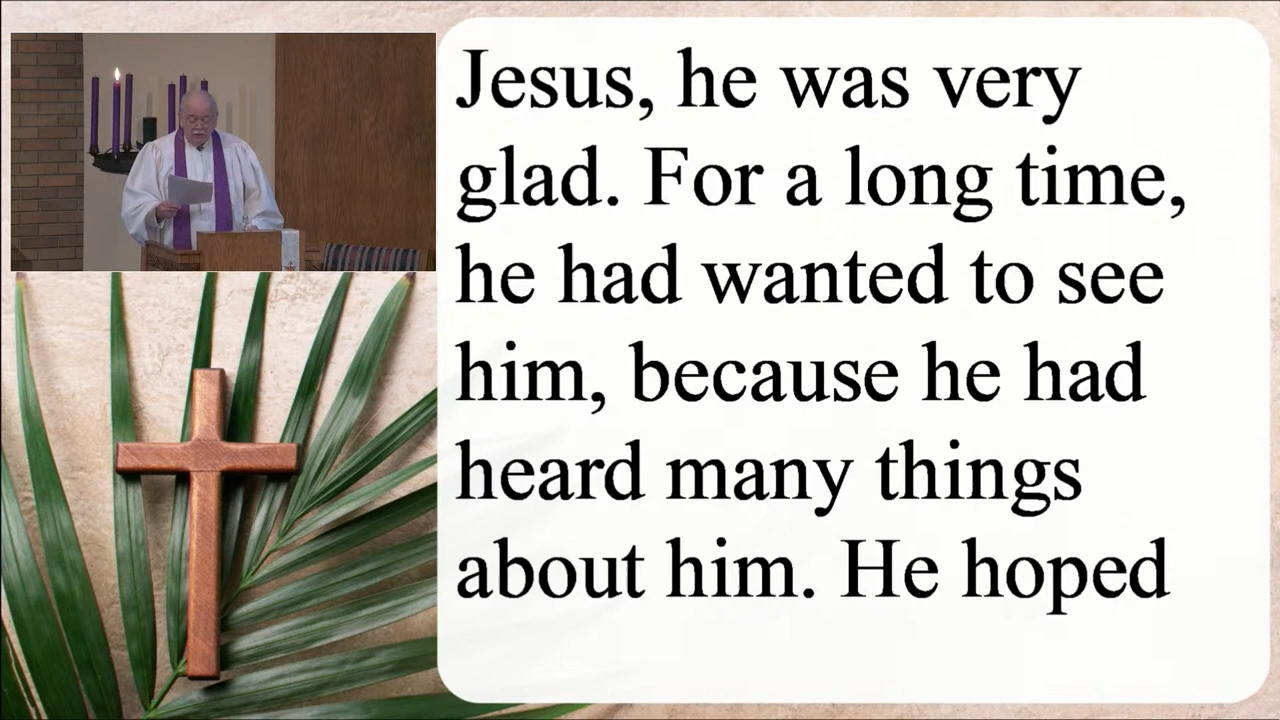 Jesus, he was very
glad. For a long time,
he had wanted to see
him, because he had
heard many things
about him. He hoped